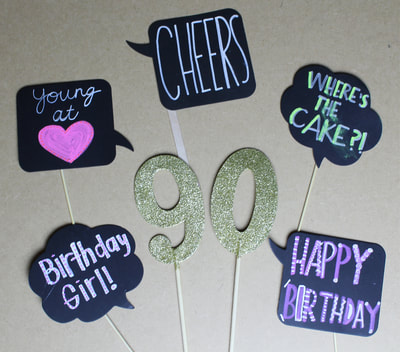 CHEERS
Young
at
WHERE'S
THE
CAKE?!
90
Birthday
Girl!
HAPPY
BIRTHDAY